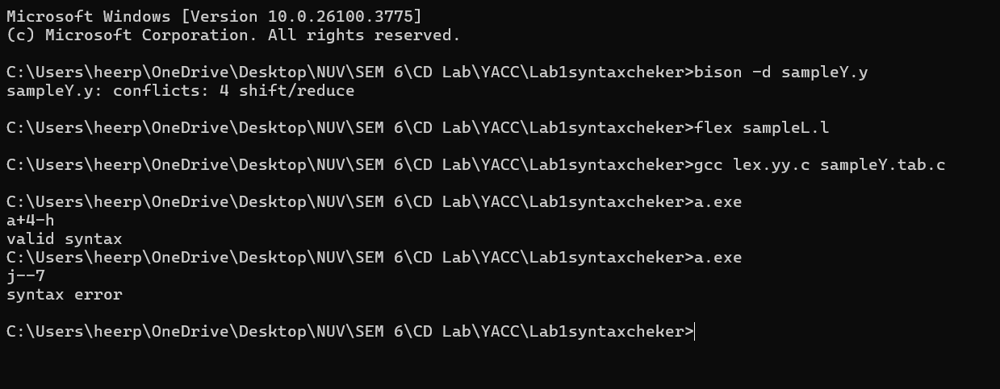 Microsoft Windows [Version 10.0.26100.3775]
(c) Microsoft Corporation. All rights reserved.
C:\Users\heerp\OneDrive\Desktop\NUV\SEM 6\CD Lab\YACC\Lab1syntaxcheker>bison -d sampleY.y
sampleY.y: conflicts: 4 shift/reduce
C:\Users\heerp\OneDrive\Desktop\NUV\SEM 6\CD Lab\YACC\Lab1syntaxcheker>flex sampleL.l
C:\Users\heerp\OneDrive\Desktop\NUV\SEM 6\CD Lab\YACC\Lab1syntaxcheker>gcc lex.yy.c sampleY.tab.c
C:\Users\heerp\OneDrive\Desktop\NUV\SEM 6\CD Lab\YACC\Lab1syntaxcheker>a.exe
a+4-h
valid syntax
C:\Users\heerp\OneDrive\Desktop\NUV\SEM 6\CD Lab\YACC\Lab1syntaxcheker>a.exe
j--7
syntax error
C:\Users\heerp\OneDrive\Desktop\NUV\SEM 6\CD Lab\YACC\Lab1syntaxcheker>